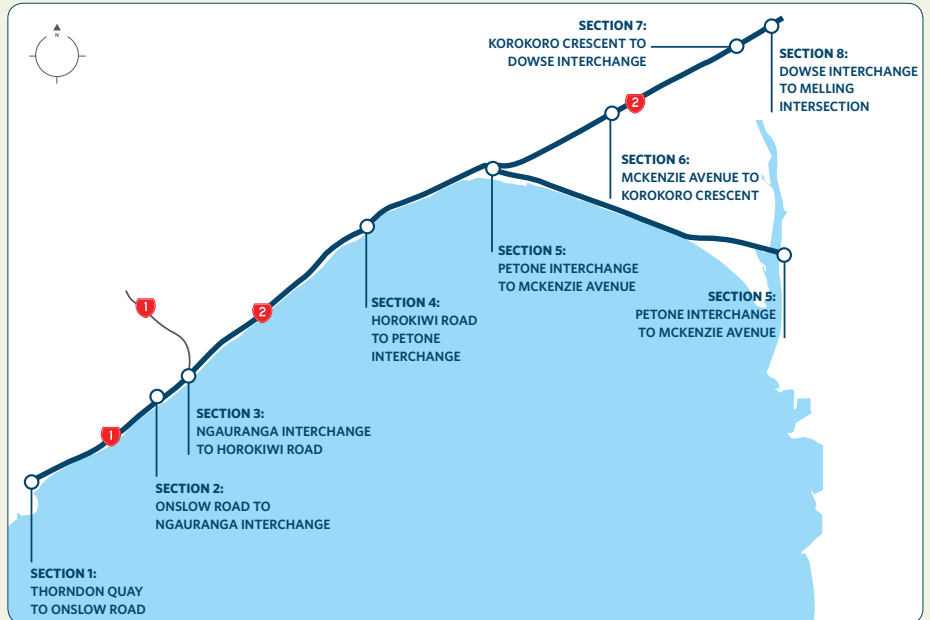 N
SECTION 7:
KOROKORO CRESCENT TO
DOWSE INTERCHANGE
SECTION 8:
DOWSE INTERCHANGE
TO MELLING
INTERSECTION
2
SECTION 6:
MCKENZIE AVENUE TO
KOROKORO CRESCENT
SECTION 5:
PETONE INTERCHANGE
TO MCKENZIE AVENUE
SECTION 5:
PETONE INTERCHANGE
TO MCKENZIE AVENUE
1
2
SECTION 4:
HOROKIWI ROAD
TO PETONE
INTERCHANGE
SECTION 3:
NGAURANGA INTERCHANGE
TO HOROKIWI ROAD
1
SECTION 2:
ONSLOW ROAD TO
NGAURANGA INTERCHANGE
SECTION 1:
THORNDON QUAY
TO ONSLOW ROAD